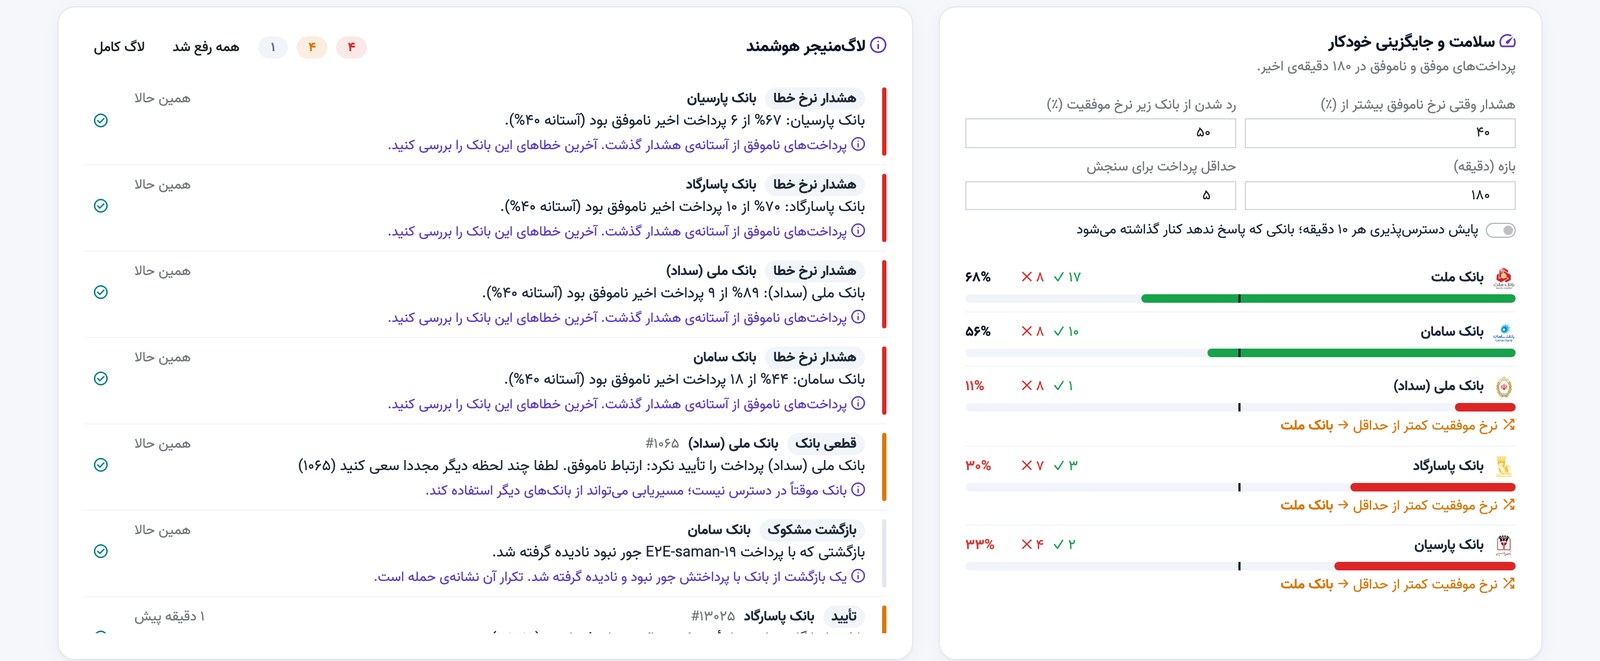 سلامت و جایگزینی خودکار
پرداخت‌های موفق و ناموفق در ۱۸۰ دقیقه‌ی اخیر.
هشدار وقتی نرخ ناموفق بیشتر از (٪)
رد شدن از بانک زیر نرخ موفقیت (٪)
۴۰
۵۰
بازه (دقیقه)
حداقل پرداخت برای سنجش
۱۸۰
۵
پایش دسترس‌پذیری هر ۱۰ دقیقه؛ بانکی که پاسخ ندهد کنار گذاشته می‌شود
بانک ملت ۱۷ ۸ ۶۸%
بانک سامان ۱۰ ۸ ۵۶%
بانک ملی (سداد) ۱ ۸ ۱۱%
نرخ موفقیت کمتر از حداقل → بانک ملت
بانک پاسارگاد ۳ ۷ ۳۰%
نرخ موفقیت کمتر از حداقل → بانک ملت
بانک پارسیان ۲ ۴ ۳۳%
نرخ موفقیت کمتر از حداقل → بانک ملت
لاگ‌منیجر هوشمند
۴ ۴ ۱ همه رفع شد لاگ کامل
هشدار نرخ خطا بانک پارسیان همین حالا
بانک پارسیان: ۶۷% از ۶ پرداخت اخیر ناموفق بود (آستانه ۴۰%).
پرداخت‌های ناموفق از آستانه‌ی هشدار گذشت. آخرین خطاهای این بانک را بررسی کنید.
هشدار نرخ خطا بانک پاسارگاد همین حالا
بانک پاسارگاد: ۷۰% از ۱۰ پرداخت اخیر ناموفق بود (آستانه ۴۰%).
پرداخت‌های ناموفق از آستانه‌ی هشدار گذشت. آخرین خطاهای این بانک را بررسی کنید.
هشدار نرخ خطا بانک ملی (سداد) همین حالا
بانک ملی (سداد): ۸۹% از ۹ پرداخت اخیر ناموفق بود (آستانه ۴۰%).
پرداخت‌های ناموفق از آستانه‌ی هشدار گذشت. آخرین خطاهای این بانک را بررسی کنید.
هشدار نرخ خطا بانک سامان همین حالا
بانک سامان: ۴۴% از ۱۸ پرداخت اخیر ناموفق بود (آستانه ۴۰%).
پرداخت‌های ناموفق از آستانه‌ی هشدار گذشت. آخرین خطاهای این بانک را بررسی کنید.
قطعی بانک بانک ملی (سداد) #۱۰۶۵ همین حالا
بانک ملی (سداد) پرداخت را تأیید نکرد: ارتباط ناموفق. لطفا چند لحظه دیگر مجددا سعی کنید (۱۰۶۵)
بانک موقتاً در دسترس نیست؛ مسیریابی می‌تواند از بانک‌های دیگر استفاده کند.
بازگشت مشکوک بانک سامان همین حالا
بازگشتی که با پرداخت E۲E-saman-۱۹ جور نبود نادیده گرفته شد.
یک بازگشت از بانک با پرداختش جور نبود و نادیده گرفته شد. تکرار آن نشانه‌ی حمله است.
تأیید بانک پاسارگاد #۱۳۰۲۵ ۱ دقیقه پیش